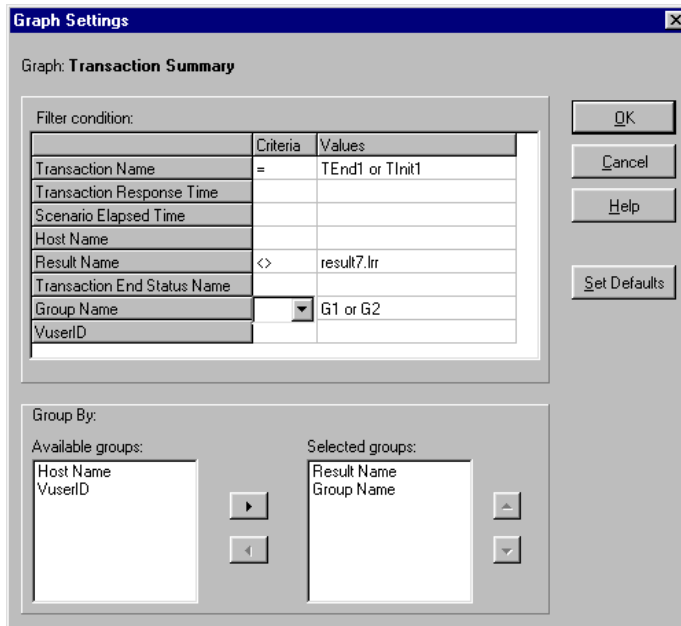 Graph Settings
Graph: Transaction Summary
Filter condition:
Criteria Values
Transaction Name = TEnd1 or TInit1
Transaction Response Time
Scenario Elapsed Time
Host Name
Result Name <> result7.lrr
Transaction End Status Name
Group Name G1 or G2
VuserID
OK
Cancel
Help
Set Defaults
Group By:
Available groups:
Host Name
VuserID
Selected groups:
Result Name
Group Name